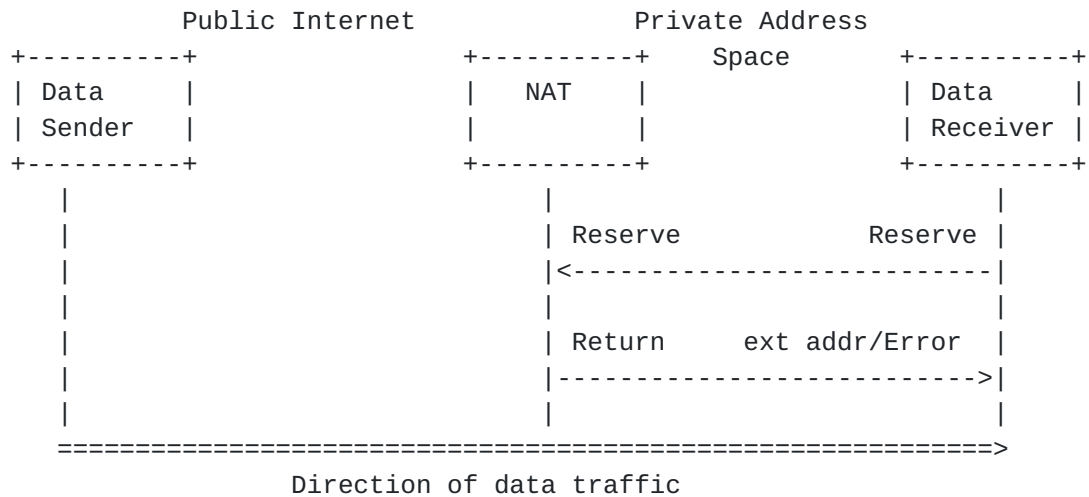 Public Internet Private Address
Space
Data NAT Data
Sender Receiver
Reserve Reserve
Return ext addr/Error
Direction of data traffic